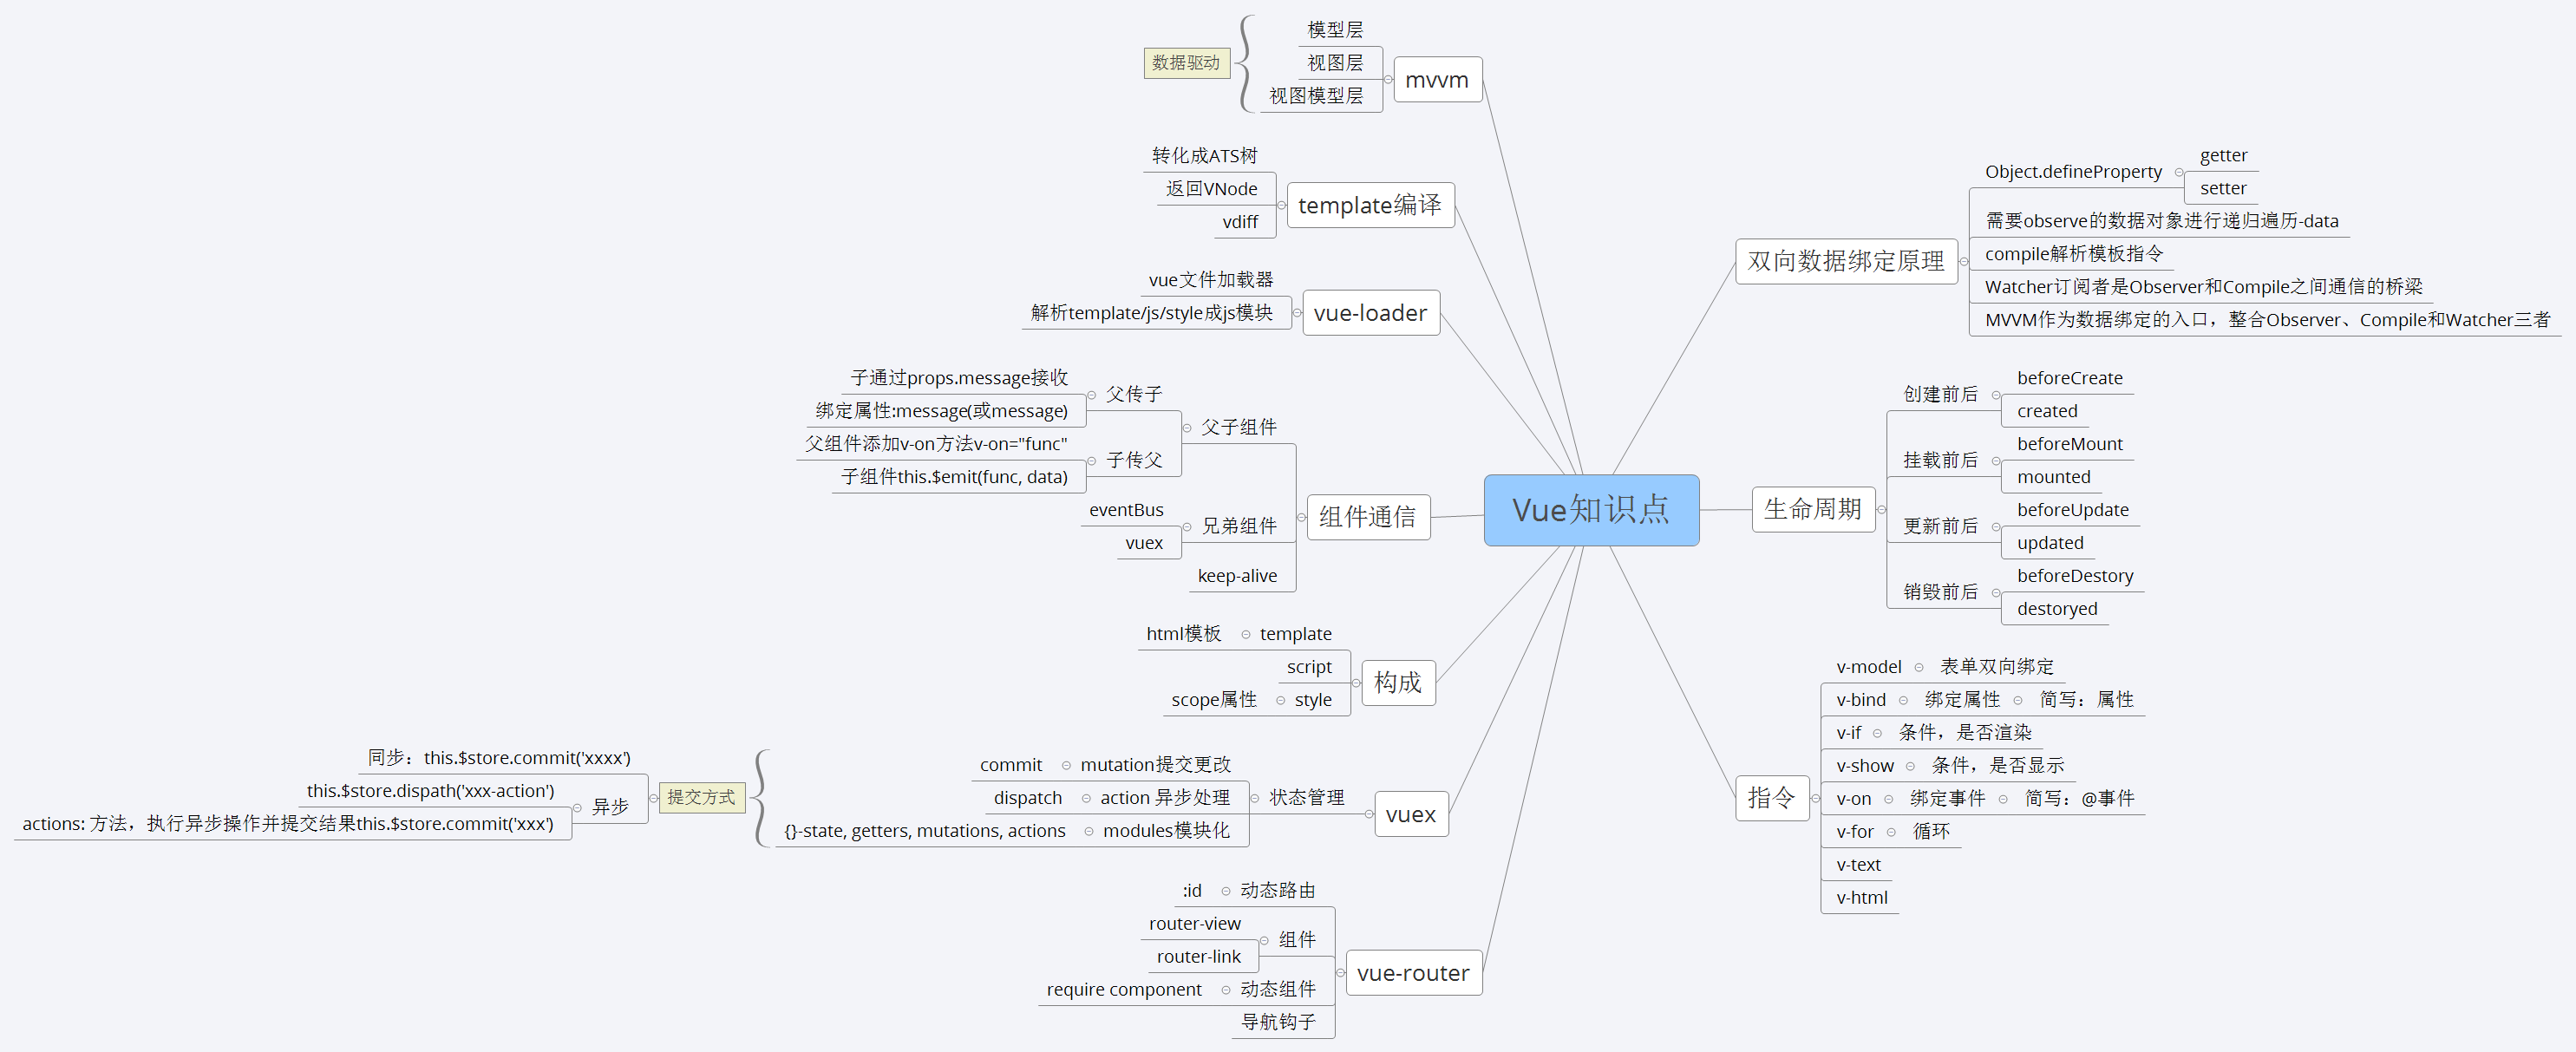 Vue知识点
mvvm
模型层
视图层
视图模型层
数据驱动
template编译
转化成ATS树
返回VNode
vdiff
vue-loader
vue文件加载器
解析template/js/style成js模块
组件通信
父子组件
父传子
子通过props.message接收
绑定属性:message(或message)
子传父
父组件添加v-on方法v-on="func"
子组件this.$emit(func, data)
兄弟组件
eventBus
vuex
keep-alive
构成
template
html模板
script
style
scope属性
vuex
状态管理
mutation提交更改
commit
action 异步处理
dispatch
modules模块化
{}-state, getters, mutations, actions
提交方式
同步：this.$store.commit('xxxx')
异步
this.$store.dispath('xxx-action')
actions: 方法，执行异步操作并提交结果this.$store.commit('xxx')
vue-router
动态路由
:id
组件
router-view
router-link
动态组件
require component
导航钩子
双向数据绑定原理
Object.defineProperty
getter
setter
需要observe的数据对象进行递归遍历-data
compile解析模板指令
Watcher订阅者是Observer和Compile之间通信的桥梁
MVVM作为数据绑定的入口，整合Observer、Compile和Watcher三者
生命周期
创建前后
beforeCreate
created
挂载前后
beforeMount
mounted
更新前后
beforeUpdate
updated
销毁前后
beforeDestory
destoryed
指令
v-model
表单双向绑定
v-bind
绑定属性
简写：属性
v-if
条件，是否渲染
v-show
条件，是否显示
v-on
绑定事件
简写：@事件
v-for
循环
v-text
v-html